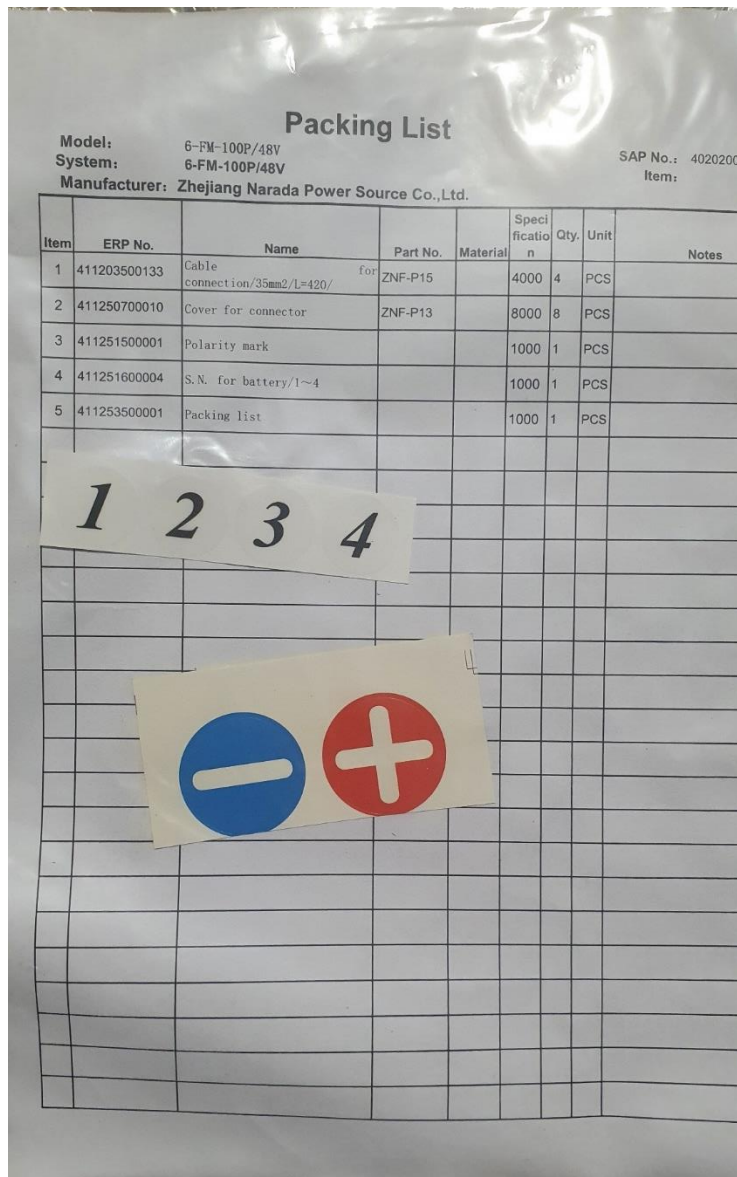 Packing List
Model: 6-FM-100P/48V
System: 6-FM-100P/48V
SAP No.: 4020200
Item:
Manufacturer: Zhejiang Narada Power Source Co.,Ltd.
Item ERP No. Name Part No. Material Specification Qty. Unit Notes
1 411203500133 Cable for connection/35mm2/L=420/ ZNF-P15 4000 4 PCS
2 411250700010 Cover for connector ZNF-P13 8000 8 PCS
3 411251500001 Polarity mark 1000 1 PCS
4 411251600004 S.N. for battery/1～4 1000 1 PCS
5 411253500001 Packing list 1000 1 PCS
1 2 3 4
− +